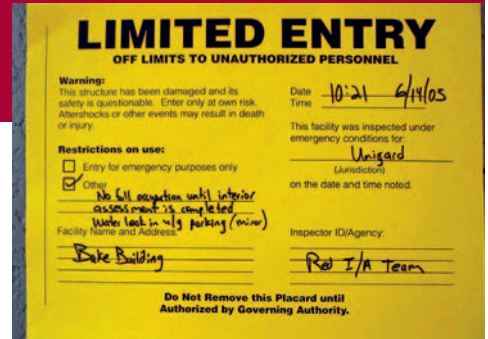 LIMITED ENTRY
OFF LIMITS TO UNAUTHORIZED PERSONNEL
Warning:
This structure has been damaged and its
safety is questionable. Enter only at own risk.
Aftershocks or other events may result in death
or injury.
Restrictions on use:
Entry for emergency purposes only
Other
No full occupation until interior
assessment is completed
Water leak in u/g parking (minor)
Facility Name and Address:
Bake Building
Date
Time
10:21 6/14/05
This facility was inspected under
emergency conditions for:
Unigard
(Jurisdiction)
on the date and time noted.
Inspector ID/Agency:
Red I/A Team
Do Not Remove this Placard until
Authorized by Governing Authority.